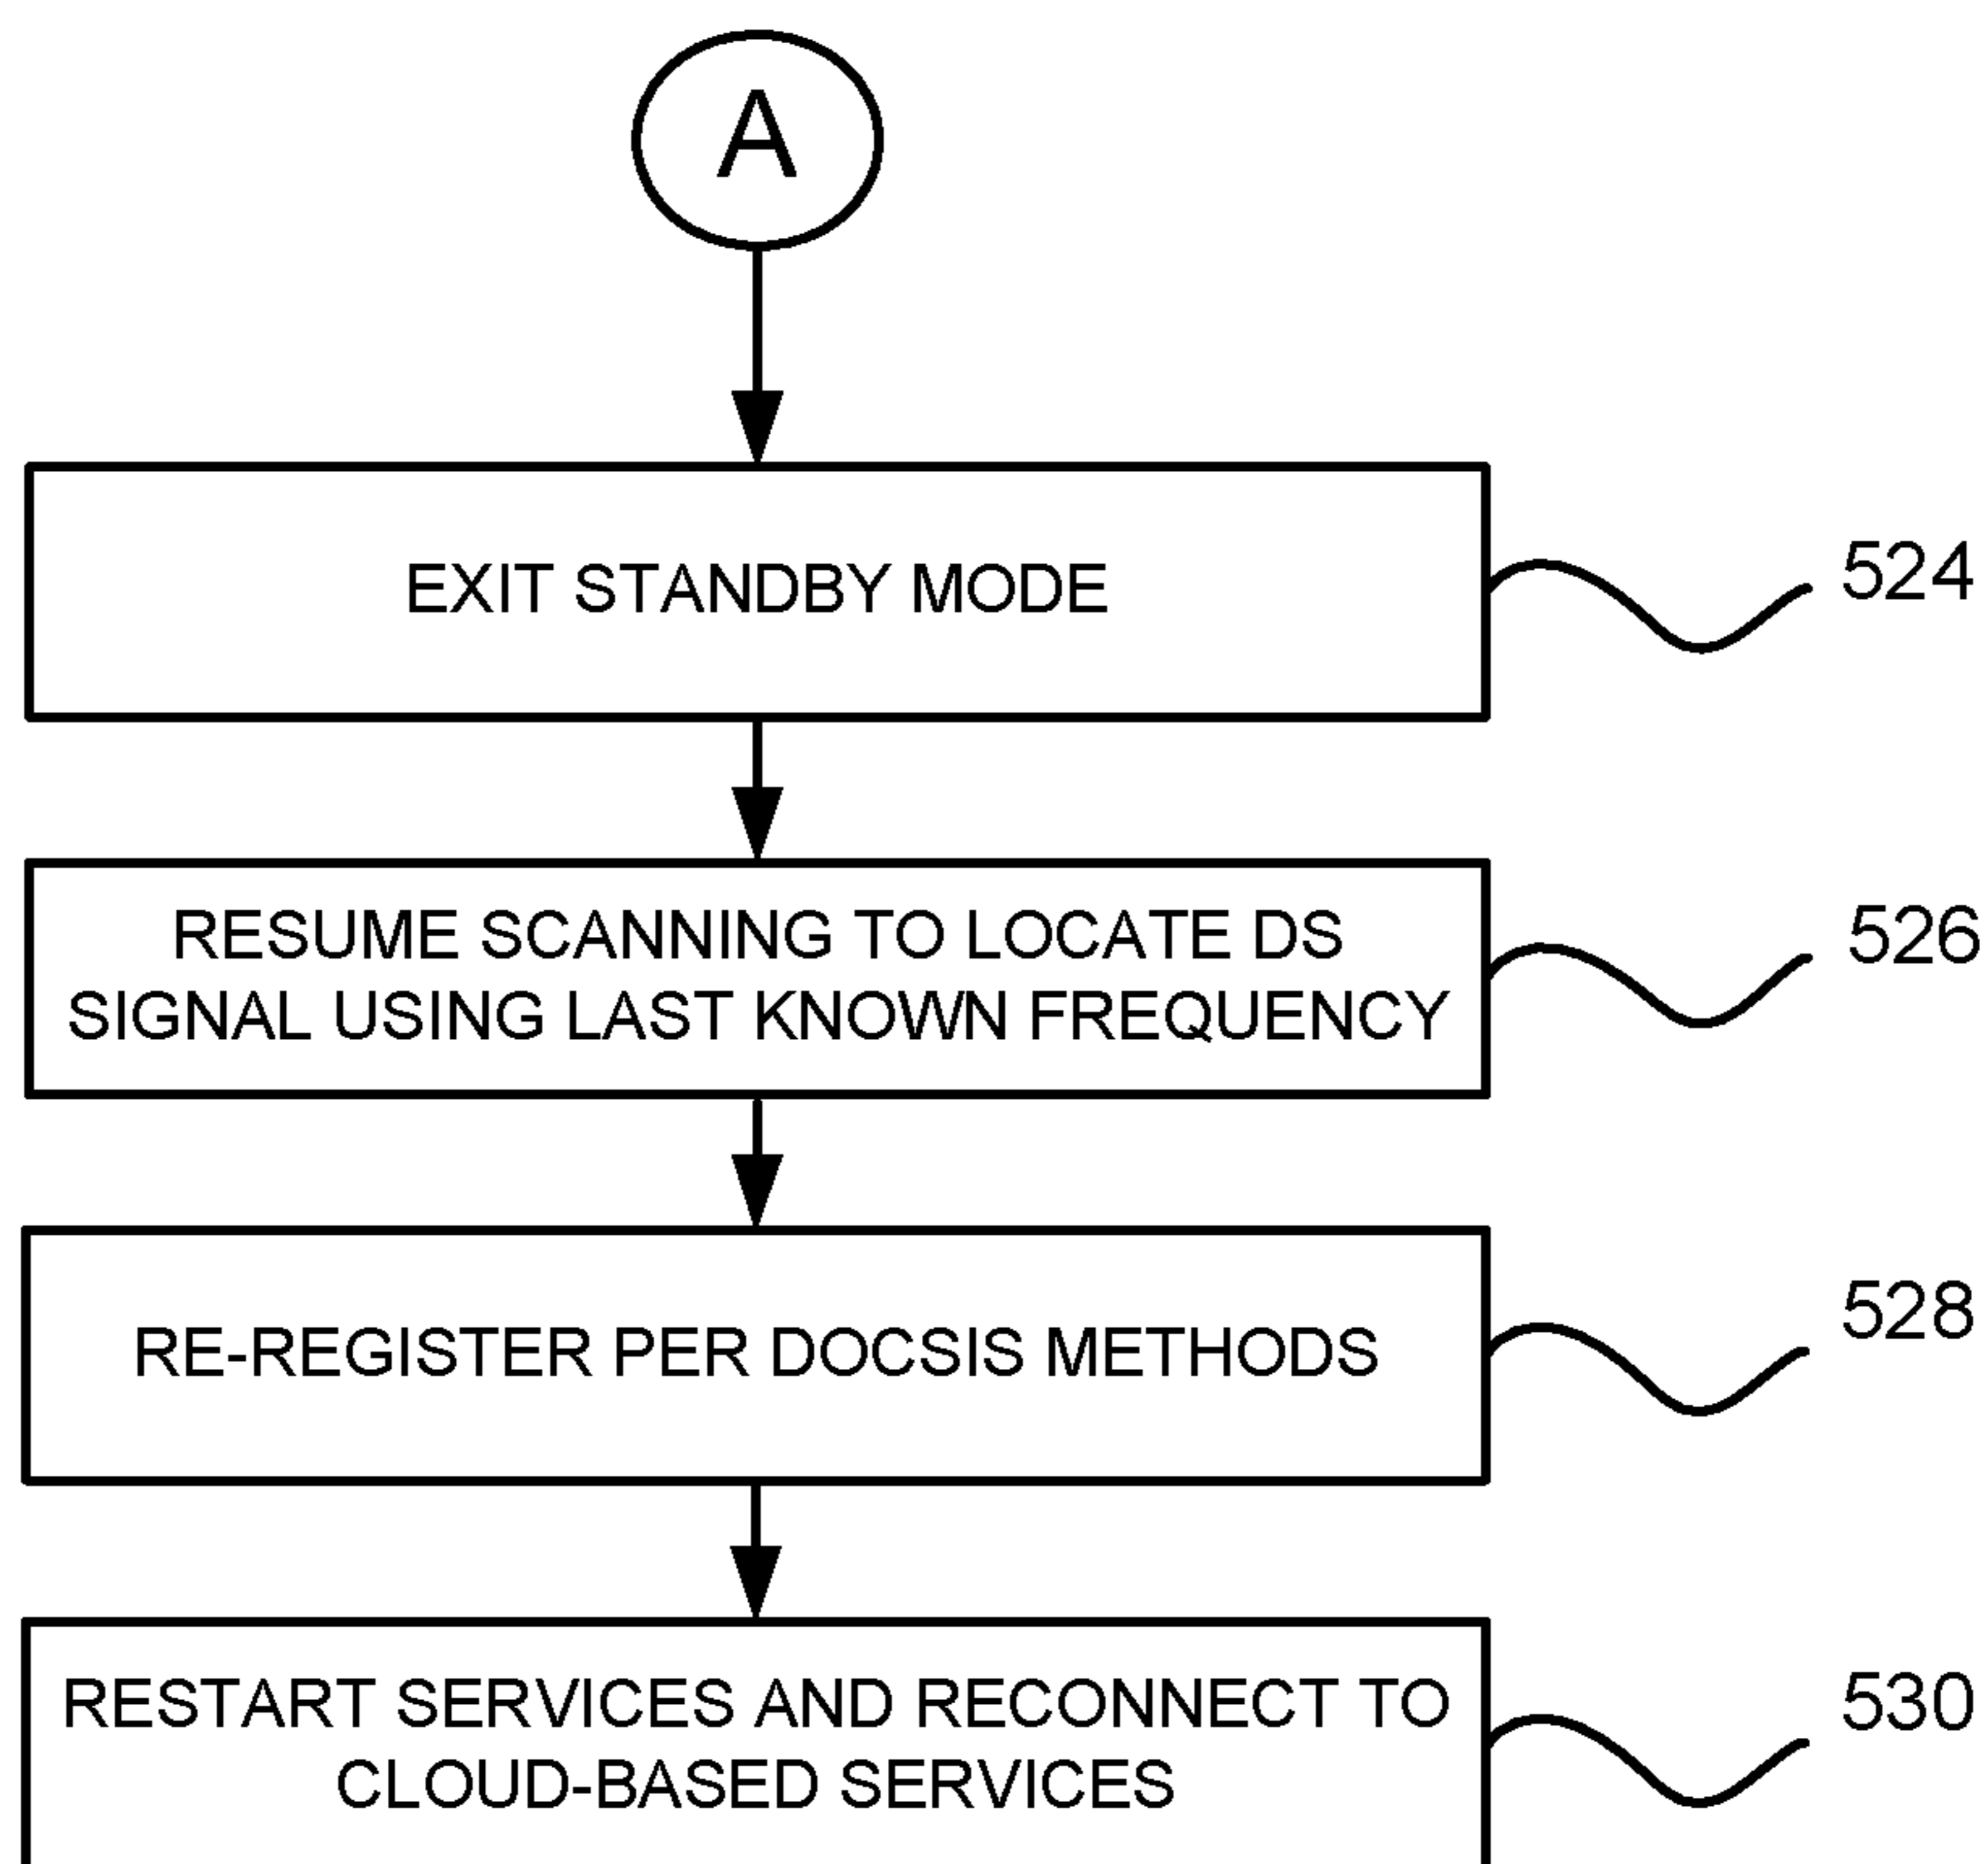 A
EXIT STANDBY MODE
524
RESUME SCANNING TO LOCATE DS
SIGNAL USING LAST KNOWN FREQUENCY
526
RE-REGISTER PER DOCSIS METHODS
528
RESTART SERVICES AND RECONNECT TO
CLOUD-BASED SERVICES
530